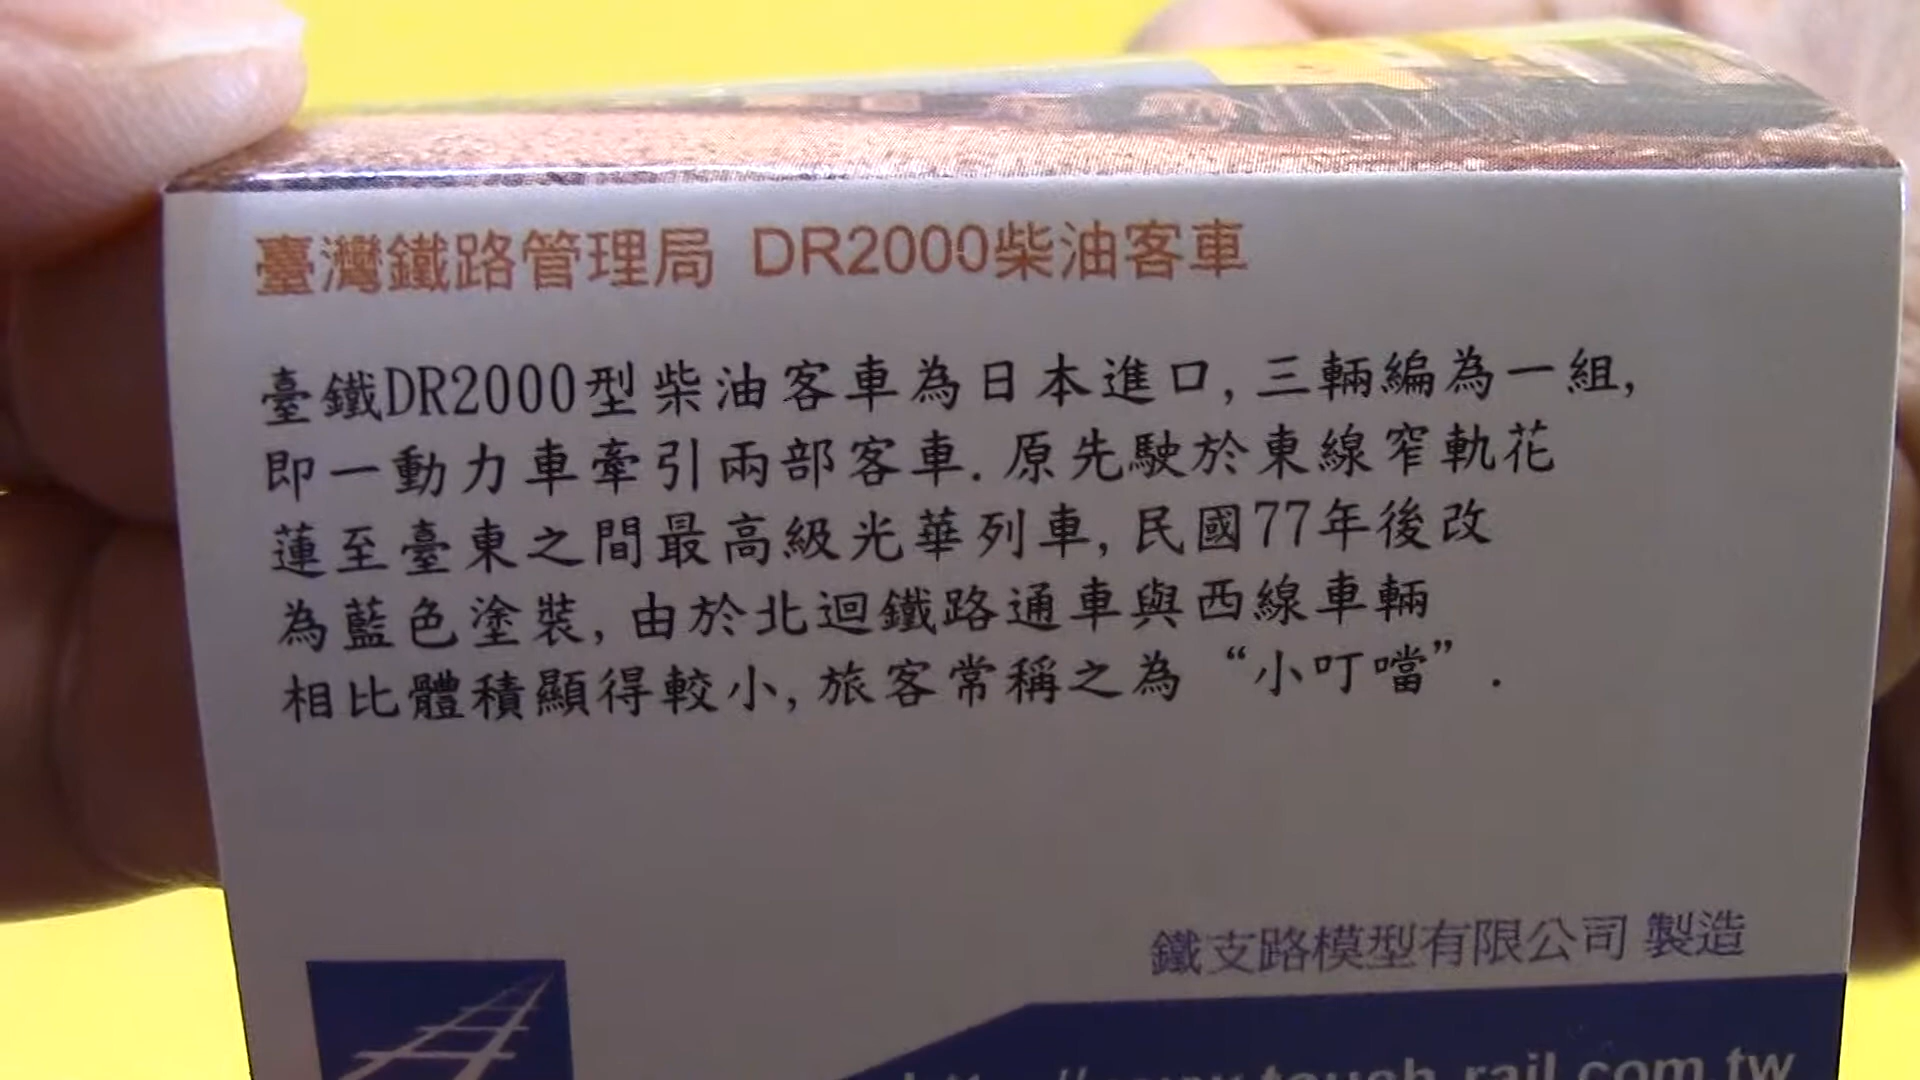 臺灣鐵路管理局 DR2000柴油客車
臺鐵DR2000型柴油客車為日本進口,三輛編為一組,
即一動力車牽引兩部客車.原先駛於東線窄軌花
蓮至臺東之間最高級光華列車,民國77年後改
為藍色塗裝,由於北迴鐵路通車與西線車輛
相比體積顯得較小,旅客常稱之為“小叮噹”.
鐵支路模型有限公司 製造
http://www.touch-rail.com.tw